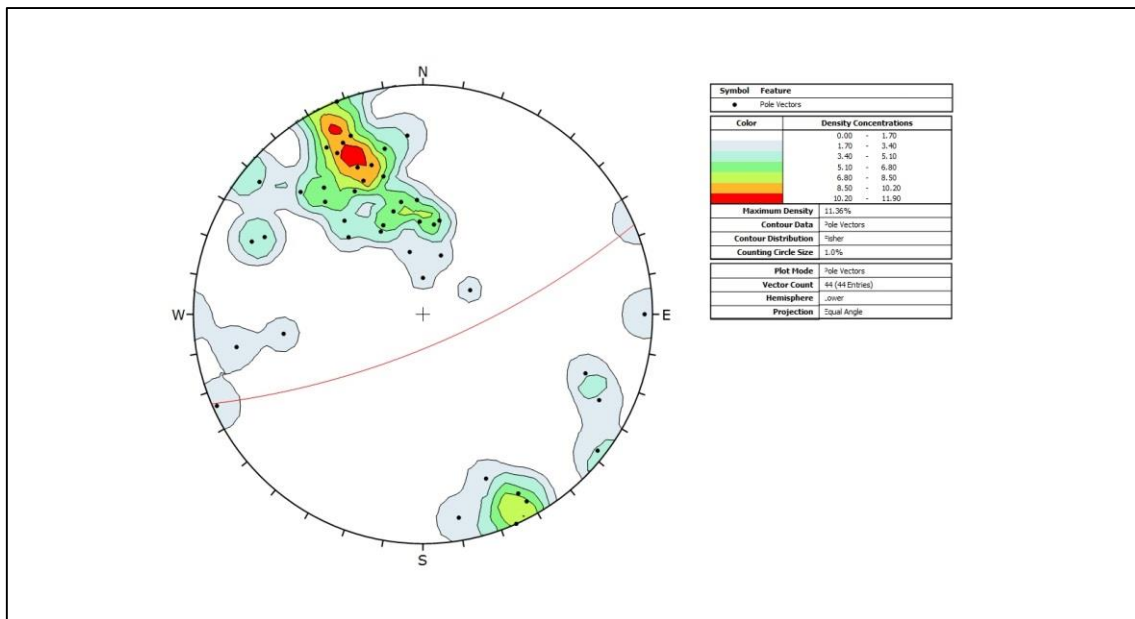 N
W
E
S
Symbol Feature
Pole Vectors
Color Density Concentrations
0.00 - 1.70
1.70 - 3.40
3.40 - 5.10
5.10 - 6.80
6.80 - 8.50
8.50 - 10.20
10.20 - 11.90
Maximum Density 11.36%
Contour Data Pole Vectors
Contour Distribution Fisher
Counting Circle Size 1.0%
Plot Mode Pole Vectors
Vector Count 44 (44 Entries)
Hemisphere Lower
Projection Equal Angle